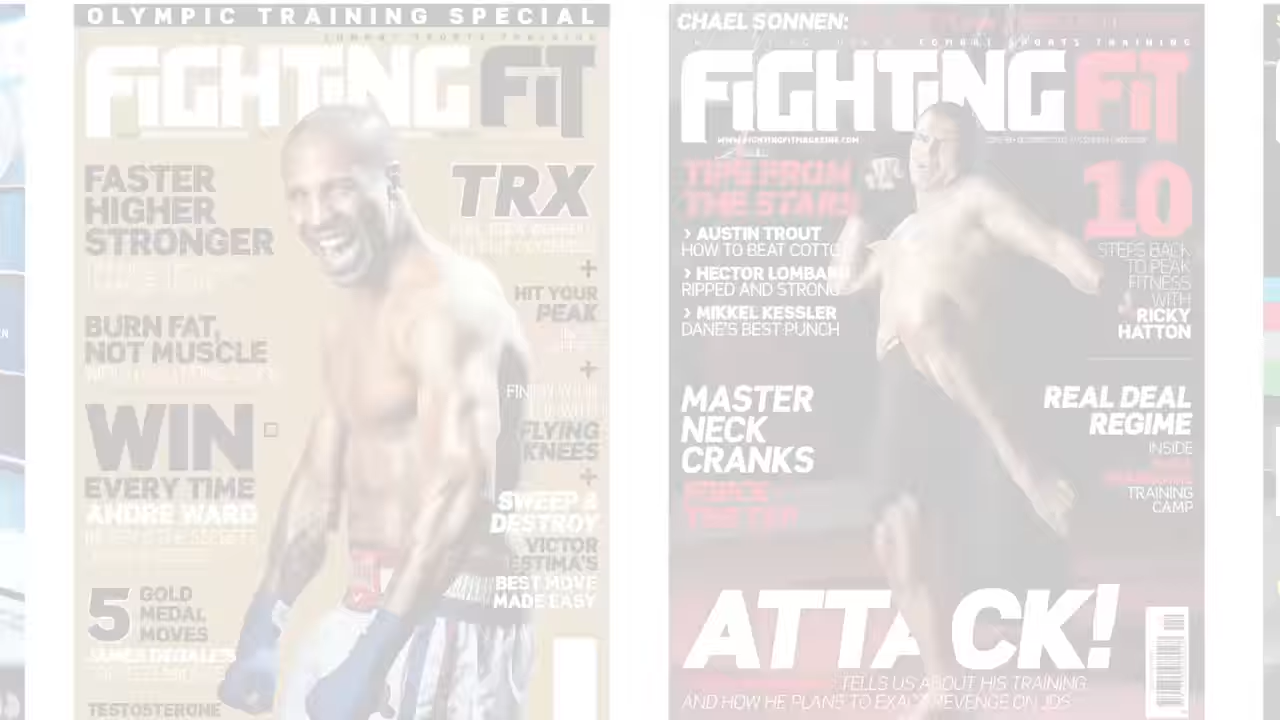 OLYMPIC TRAINING SPECIAL
COMBAT SPORTS TRAINING
FiGHTiNG FiT
FASTER
HIGHER
STRONGER
BURN FAT,
NOT MUSCLE
WIN
EVERY TIME
ANDRE WARD
5 GOLD
MEDAL
MOVES
JAMES DEGALE'S
TESTOSTERONE
TRX
+
HIT YOUR
PEAK
+
FLYING
KNEES
+
SWEEP &
DESTROY
VICTOR
ESTIMA'S
BEST MOVE
MADE EASY
CHAEL SONNEN:
COMBAT SPORTS TRAINING
FiGHTiNG FiT
WWW.FIGHTINGFITMAGAZINE.COM
TIPS FROM
THE STARS
› AUSTIN TROUT
HOW TO BEAT COTTO
› HECTOR LOMBARD
RIPPED AND STRONG
› MIKKEL KESSLER
DANE'S BEST PUNCH
MASTER
NECK
CRANKS
10
STEPS BACK
TO PEAK
FITNESS
WITH
RICKY
HATTON
REAL DEAL
REGIME
INSIDE
TRAINING
CAMP
ATTACK!
TELLS US ABOUT HIS TRAINING
AND HOW HE PLANS TO EXACT REVENGE ON JDS